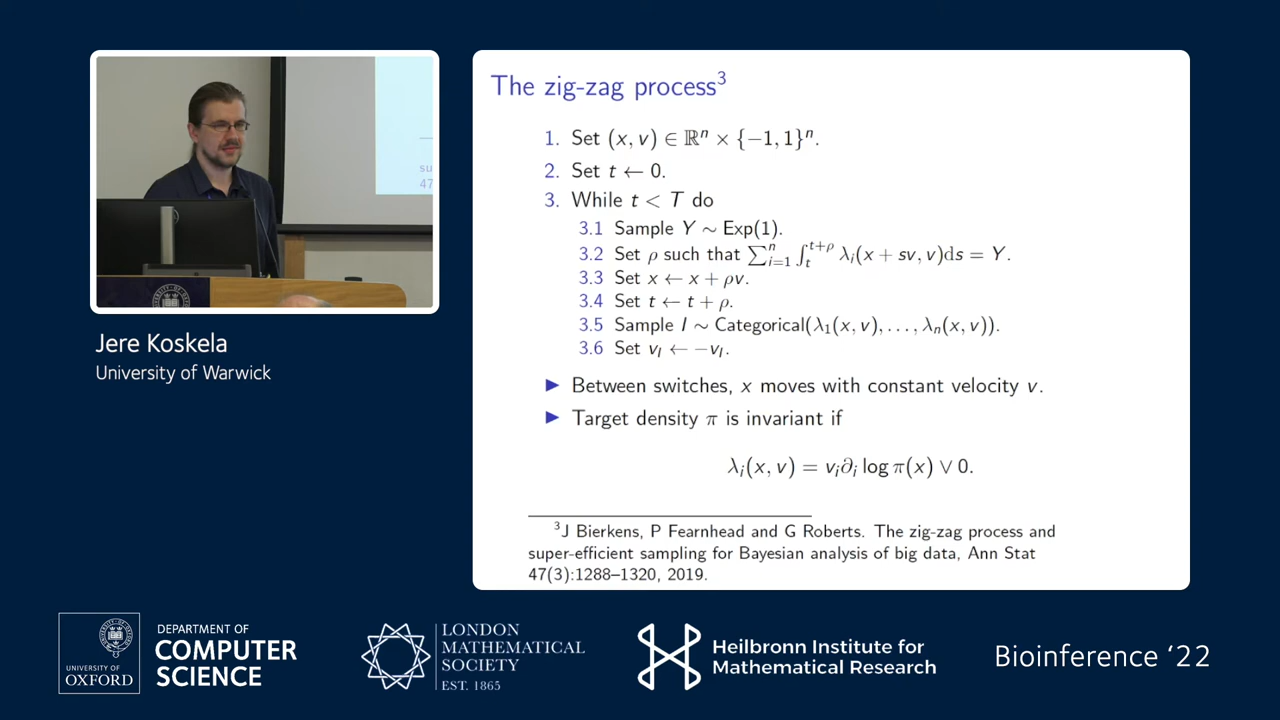 The zig-zag process³
1. Set (x, v) ∈ ℝⁿ × {−1, 1}ⁿ.
2. Set t ← 0.
3. While t < T do
3.1 Sample Y ∼ Exp(1).
3.2 Set ρ such that ∑ⁿᵢ₌₁ ∫ₜᵗ⁺ᵖ λᵢ(x + sv, v)ds = Y.
3.3 Set x ← x + ρv.
3.4 Set t ← t + ρ.
3.5 Sample I ∼ Categorical(λ₁(x, v), . . . , λₙ(x, v)).
3.6 Set v_I ← −v_I.
▶ Between switches, x moves with constant velocity v.
▶ Target density π is invariant if
λᵢ(x, v) = vᵢ∂ᵢ log π(x) ∨ 0.
³J Bierkens, P Fearnhead and G Roberts. The zig-zag process and
super-efficient sampling for Bayesian analysis of big data, Ann Stat
47(3):1288–1320, 2019.
su
47
Jere Koskela
University of Warwick
UNIVERSITY OF
OXFORD
DEPARTMENT OF
COMPUTER
SCIENCE
LONDON
MATHEMATICAL
SOCIETY
EST. 1865
Heilbronn Institute for
Mathematical Research
Bioinference ‘22